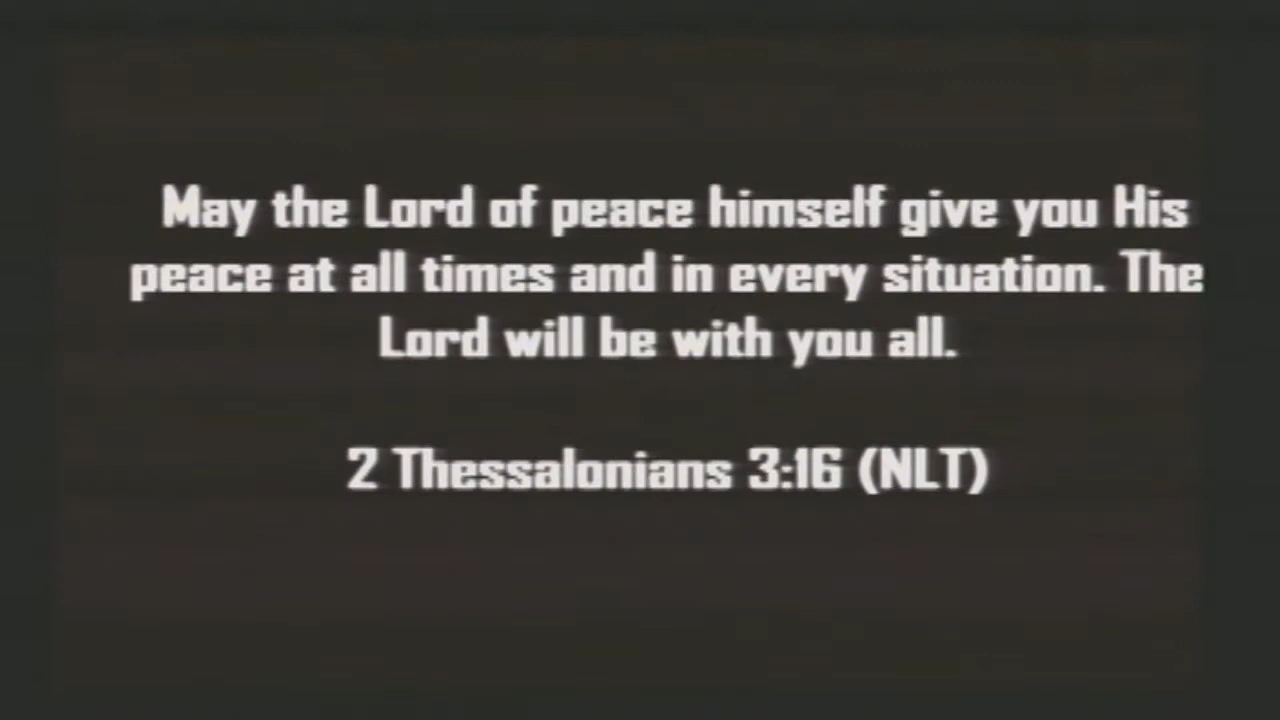 May the Lord of peace himself give you His
peace at all times and in every situation. The
Lord will be with you all.
2 Thessalonians 3:16 (NLT)